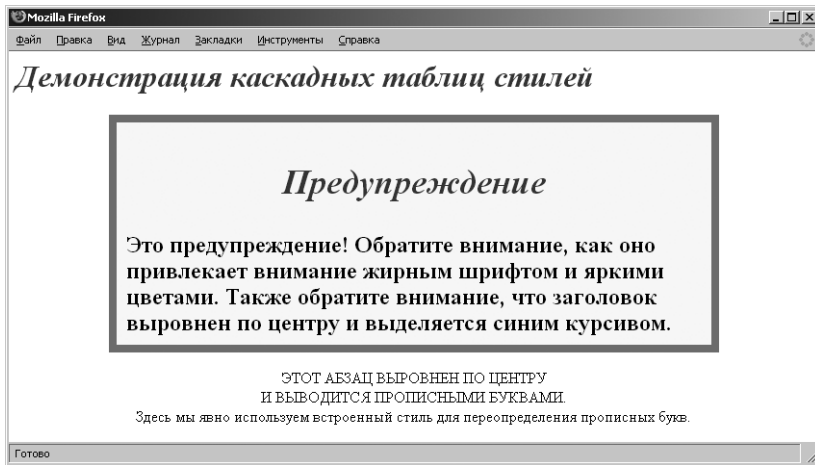 Mozilla Firefox
Файл Правка Вид Журнал Закладки Инструменты Справка
Демонстрация каскадных таблиц стилей
Предупреждение
Это предупреждение! Обратите внимание, как оно
привлекает внимание жирным шрифтом и яркими
цветами. Также обратите внимание, что заголовок
выровнен по центру и выделяется синим курсивом.
ЭТОТ АБЗАЦ ВЫРОВНЕН ПО ЦЕНТРУ
И ВЫВОДИТСЯ ПРОПИСНЫМИ БУКВАМИ.
Здесь мы явно используем встроенный стиль для переопределения прописных букв.
Готово